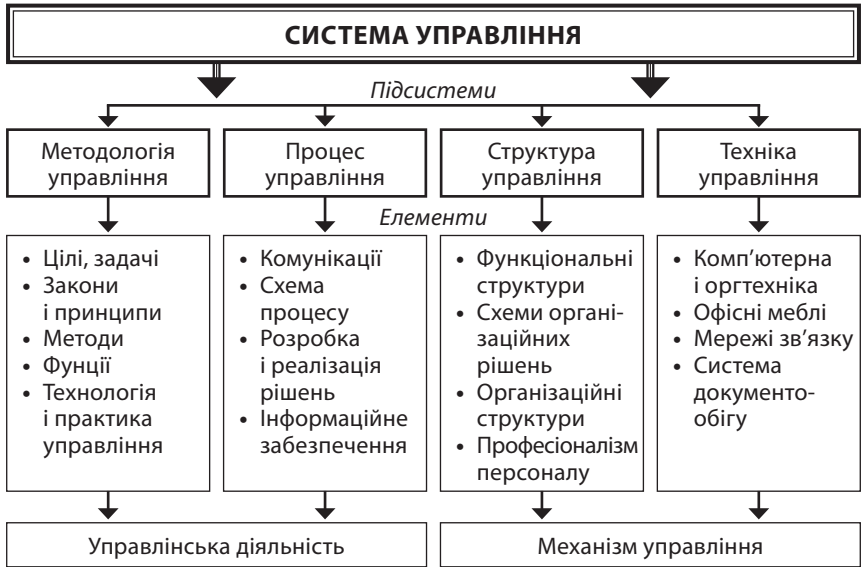 СИСТЕМА УПРАВЛІННЯ
Підсистеми
Методологія
управління
Процес
управління
Структура
управління
Техніка
управління
Елементи
• Цілі, задачі
• Закони
і принципи
• Методи
• Фунції
• Технологія
і практика
управління
• Комунікації
• Схема
процесу
• Розробка
і реалізація
рішень
• Інформаційне
забезпечення
• Функціональні
структури
• Схеми органі-
заційних
рішень
• Організаційні
структури
• Професіоналізм
персоналу
• Комп’ютерна
і оргтехніка
• Офісні меблі
• Мережі зв’язку
• Система
документо-
обігу
Управлінська діяльність
Механізм управління